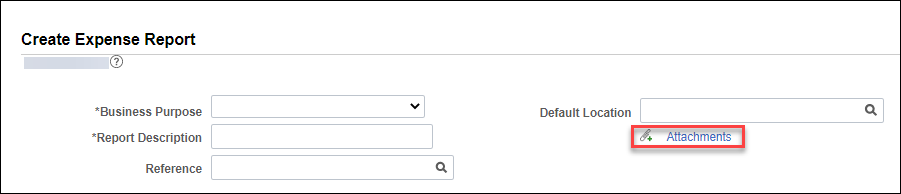 Create Expense Report
*Business Purpose
Default Location
*Report Description
Attachments
Reference